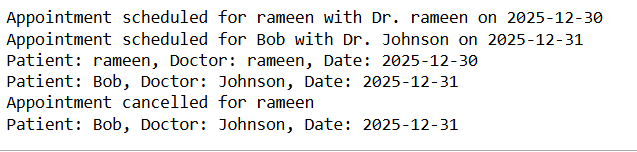 Appointment scheduled for rameen with Dr. rameen on 2025-12-30
Appointment scheduled for Bob with Dr. Johnson on 2025-12-31
Patient: rameen, Doctor: rameen, Date: 2025-12-30
Patient: Bob, Doctor: Johnson, Date: 2025-12-31
Appointment cancelled for rameen
Patient: Bob, Doctor: Johnson, Date: 2025-12-31